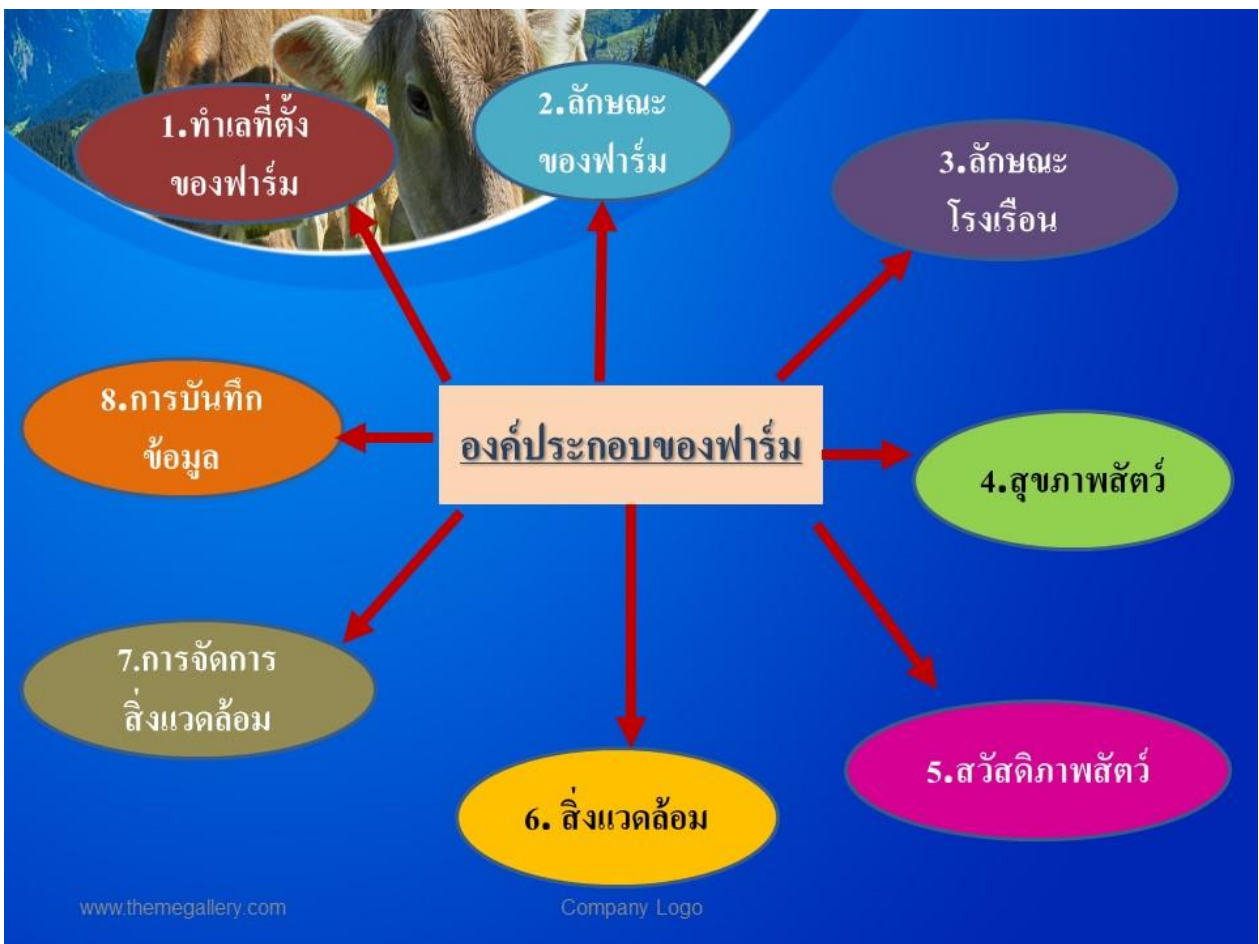 1.ทำเลที่ตั้ง
ของฟาร์ม
2.ลักษณะ
ของฟาร์ม
3.ลักษณะ
โรงเรือน
องค์ประกอบของฟาร์ม
4.สุขภาพสัตว์
5.สวัสดิภาพสัตว์
6. สิ่งแวดล้อม
7.การจัดการ
สิ่งแวดล้อม
8.การบันทึก
ข้อมูล
www.themegallery.com
Company Logo